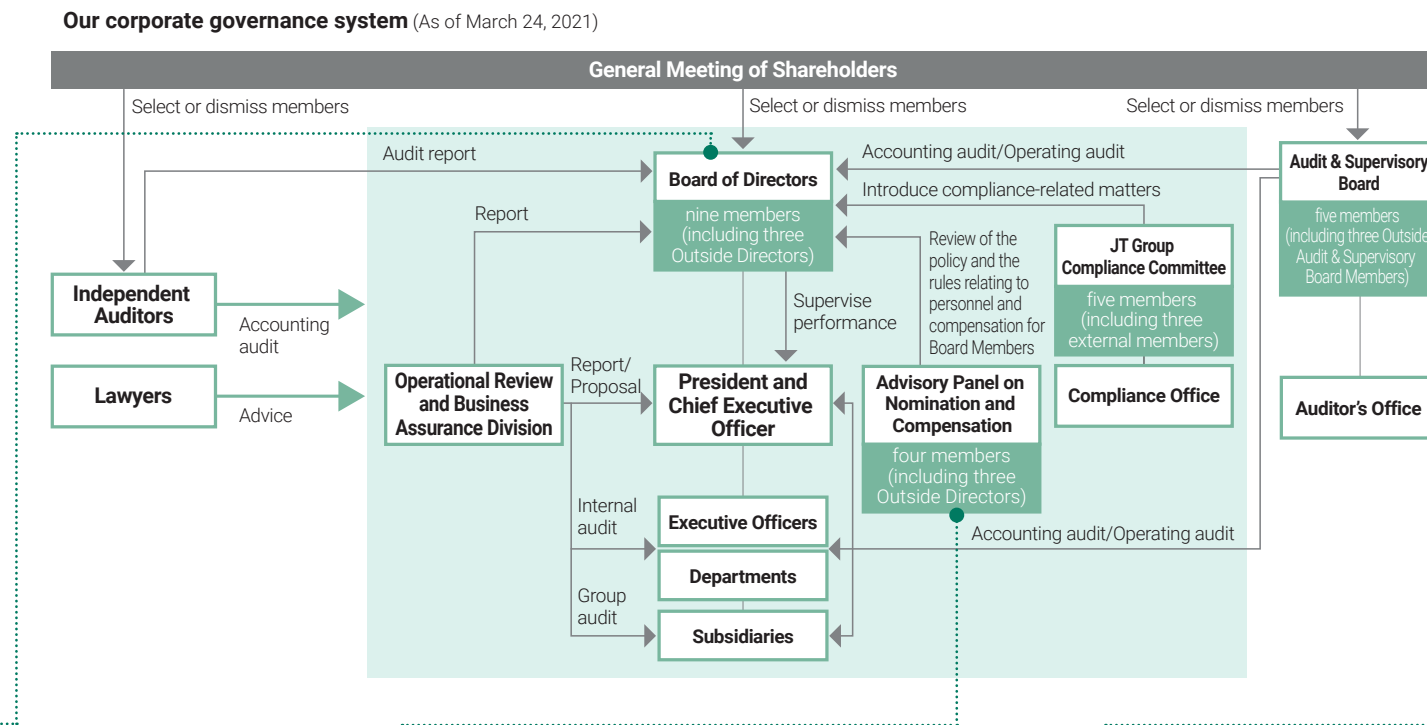 Our corporate governance system (As of March 24, 2021)
General Meeting of Shareholders
Select or dismiss members
Select or dismiss members
Select or dismiss members
Audit report
Accounting audit/Operating audit
Board of Directors
nine members
(including three
Outside Directors)
Audit & Supervisory
Board
five members
(including three Outside
Audit & Supervisory
Board Members)
Introduce compliance-related matters
Report
Review of the
policy and the
rules relating to
personnel and
compensation for
Board Members
JT Group
Compliance Committee
five members
(including three
external members)
Independent
Auditors
Accounting
audit
Supervise
performance
Lawyers
Advice
Operational Review
and Business
Assurance Division
Report/
Proposal
President and
Chief Executive
Officer
Advisory Panel on
Nomination and
Compensation
four members
(including three
Outside Directors)
Compliance Office
Auditor's Office
Internal
audit
Executive Officers
Accounting audit/Operating audit
Departments
Group
audit
Subsidiaries